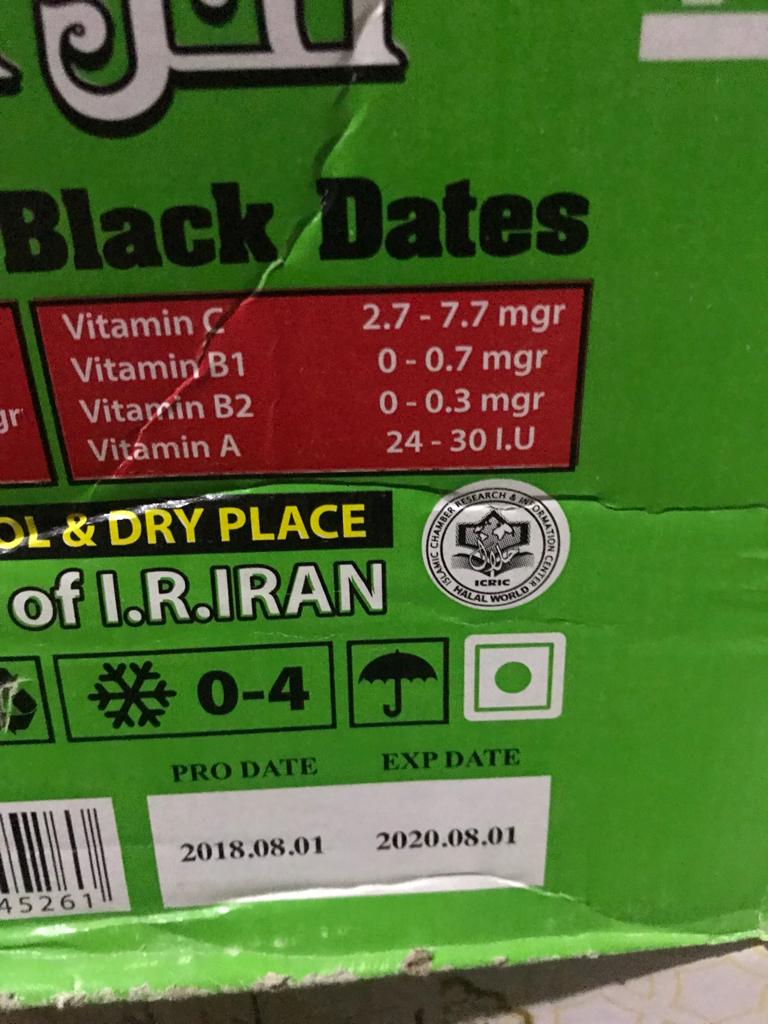 Black Dates
Vitamin C 2.7 - 7.7 mgr
Vitamin B1 0 - 0.7 mgr
Vitamin B2 0 - 0.3 mgr
Vitamin A 24 - 30 I.U
gr
OL & DRY PLACE
of I.R.IRAN
ISLAMIC CHAMBER RESEARCH & INFORMATION CENTER
حلال
ICRIC
HALAL WORLD
0-4
PRO DATE EXP DATE
2018.08.01 2020.08.01
45261